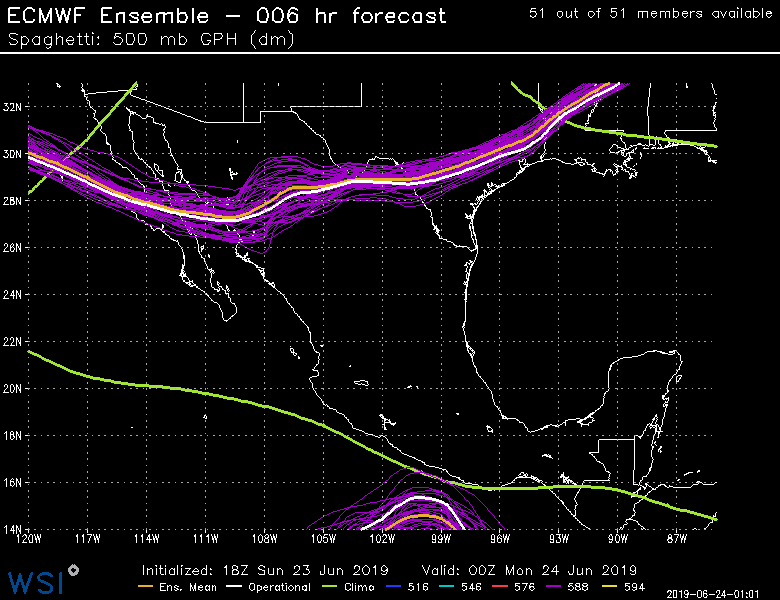 ECMWF Ensemble – 006 hr forecast
51 out of 51 members available
Spaghetti: 500 mb GPH (dm)
32N
30N
28N
26N
24N
22N
20N
18N
16N
14N
120W 117W 114W 111W 108W 105W 102W 99W 96W 93W 90W 87W
Initialized: 18Z Sun 23 Jun 2019 Valid: 00Z Mon 24 Jun 2019
WSI
Ens. Mean Operational Climo 516 546 576 588 594
2019-06-24-01:01